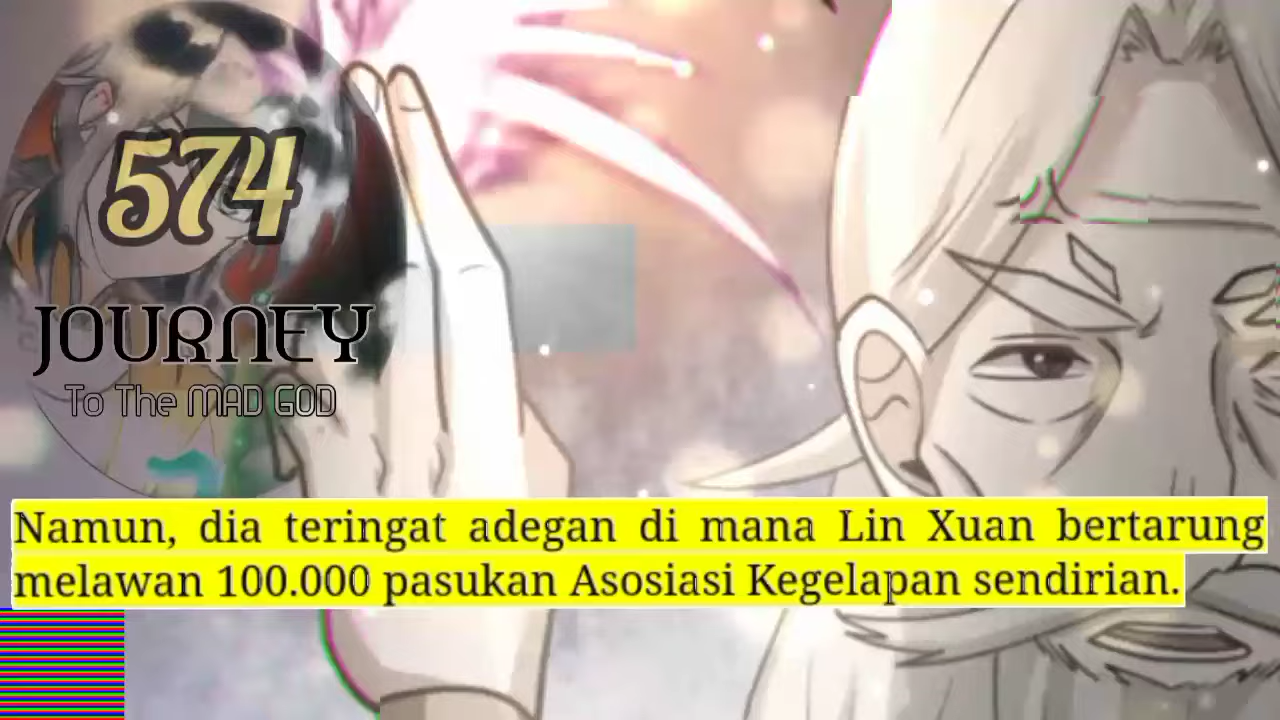 574
JOURNEY
To The MAD GOD
Namun, dia teringat adegan di mana Lin Xuan bertarung
melawan 100.000 pasukan Asosiasi Kegelapan sendirian.